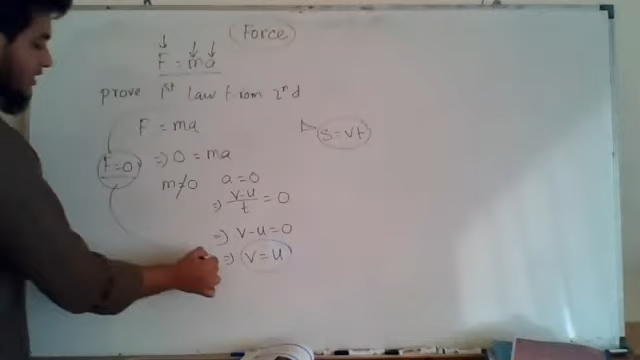 (Force)
F = ma
prove 1st law from 2nd
F = ma
S = vt
F=0 => 0 = ma
m≠0 a=0
=> v-u/t = 0
=> v-u=0
=> v=u